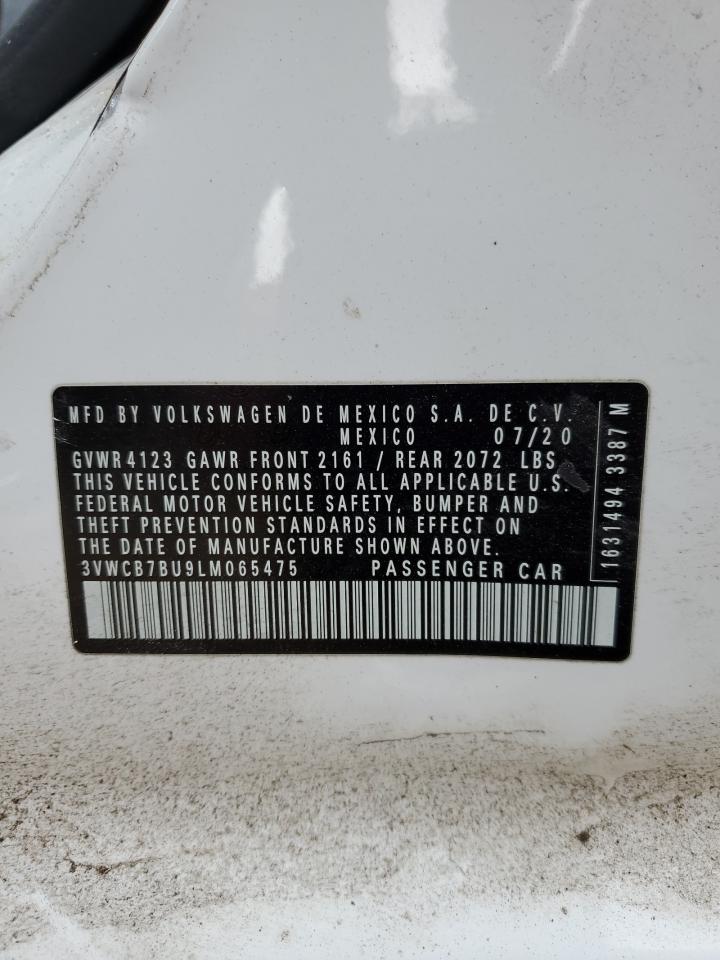 MFD BY VOLKSWAGEN DE MEXICO S.A. DE C.V.
MEXICO 07/20
GVWR 4123 GAWR FRONT 2161 / REAR 2072 LBS
THIS VEHICLE CONFORMS TO ALL APPLICABLE U.S.
FEDERAL MOTOR VEHICLE SAFETY, BUMPER AND
THEFT PREVENTION STANDARDS IN EFFECT ON
THE DATE OF MANUFACTURE SHOWN ABOVE.
3VWCB7BU9LM065475 PASSENGER CAR
1631494 3387 M